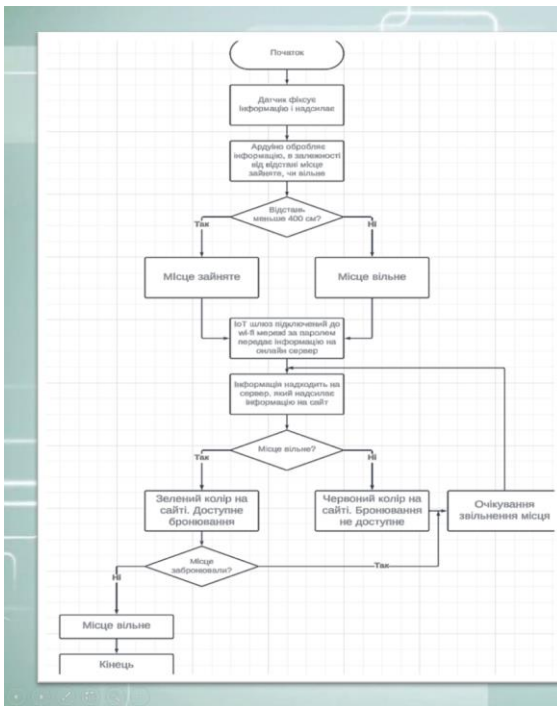 Початок
Датчик фіксує
інформацію і надсилає
Ардуіно обробляє
інформацію, в залежності
від відстані місце
зайняте, чи вільне
Відстань
меньше 400 см?
Так
Ні
Місце зайняте
Місце вільне
IoT шлюз підключений до
wi-fi мережі за паролем
передає інформацію на
онлайн сервер
Інформація надходить на
сервер, який надсилає
інформацію на сайт
Місце вільне?
Так
Ні
Зелений колір на
сайті. Доступне
бронювання
Червоний колір на
сайті. Бронювання
не доступне
Очікування
звільнення місця
Місце
забронювали?
Ні
Так
Місце вільне
Кінець